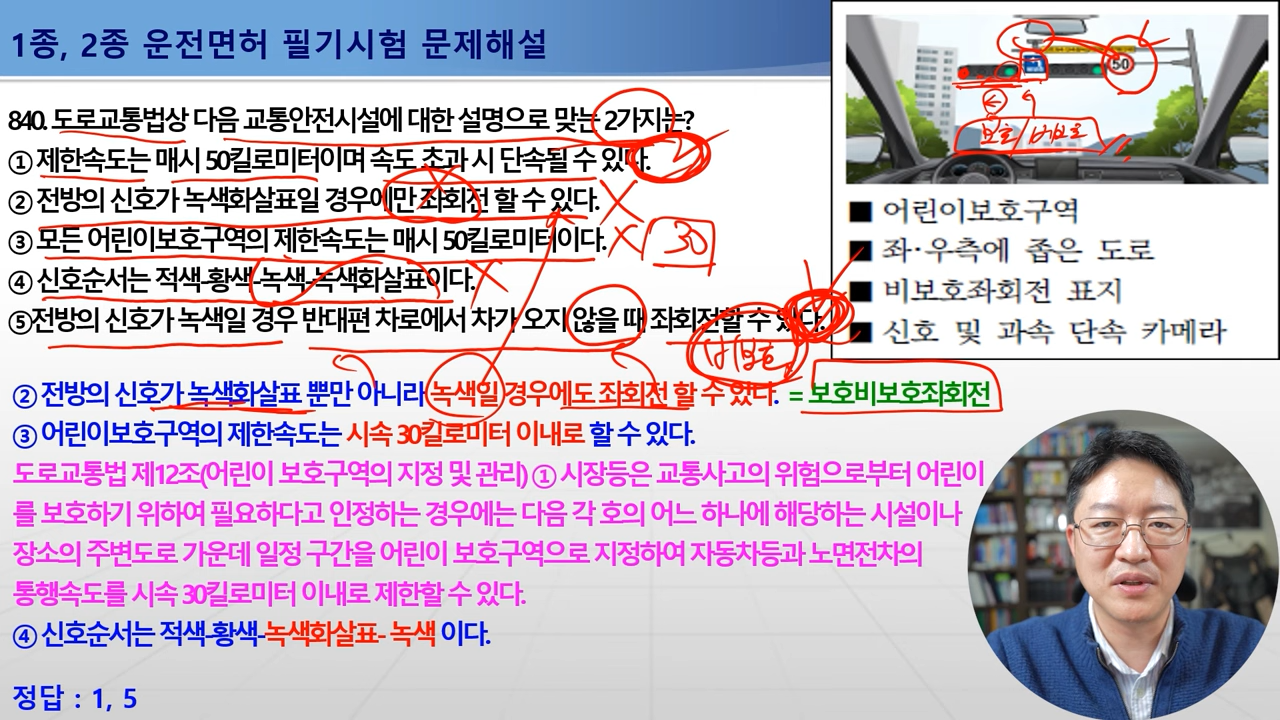 1종, 2종 운전면허 필기시험 문제해설
840. 도로교통법상 다음 교통안전시설에 대한 설명으로 맞는 2가지는?
① 제한속도는 매시 50킬로미터이며 속도 초과 시 단속될 수 있다.
② 전방의 신호가 녹색화살표일 경우에만 좌회전 할 수 있다.
③ 모든 어린이보호구역의 제한속도는 매시 50킬로미터이다.
30
④ 신호순서는 적색-황색-녹색-녹색화살표이다.
⑤전방의 신호가 녹색일 경우 반대편 차로에서 차가 오지 않을 때 좌회전할 수 있다.
비보호
50
보호/비보호
■ 어린이보호구역
■ 좌·우측에 좁은 도로
■ 비보호좌회전 표지
■ 신호 및 과속 단속 카메라
② 전방의 신호가 녹색화살표 뿐만 아니라 녹색일 경우에도 좌회전 할 수 있다. = 보호비보호좌회전
③ 어린이보호구역의 제한속도는 시속 30킬로미터 이내로 할 수 있다.
도로교통법 제12조(어린이 보호구역의 지정 및 관리) ① 시장등은 교통사고의 위험으로부터 어린이
를 보호하기 위하여 필요하다고 인정하는 경우에는 다음 각 호의 어느 하나에 해당하는 시설이나
장소의 주변도로 가운데 일정 구간을 어린이 보호구역으로 지정하여 자동차등과 노면전차의
통행속도를 시속 30킬로미터 이내로 제한할 수 있다.
④ 신호순서는 적색-황색-녹색화살표- 녹색 이다.
정답 : 1, 5